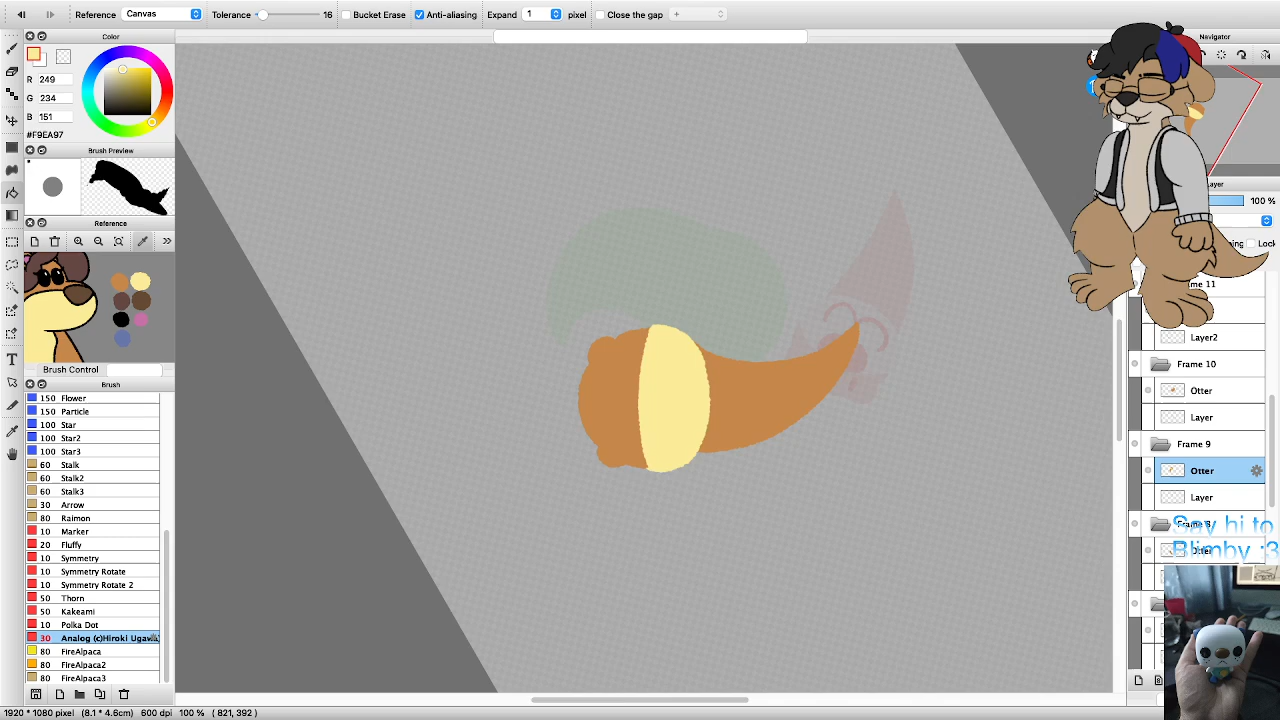 Reference Canvas Tolerance 16 Bucket Erase Anti-aliasing Expand 1 pixel Close the gap +
Color
R 249
G 234
B 151
#F9EA97
Brush Preview
Reference
Brush Control
Brush
150 Flower
150 Particle
100 Star
100 Star2
100 Star3
60 Stalk
60 Stalk2
60 Stalk3
30 Arrow
80 Raimon
10 Marker
20 Fluffy
10 Symmetry
10 Symmetry Rotate
10 Symmetry Rotate 2
50 Thorn
50 Kakeami
10 Polka Dot
30 Analog (c)Hiroki Ugawa
80 FireAlpaca
80 FireAlpaca2
80 FireAlpaca3
Navigator
Layer
100 %
Lock
Layer2
Frame 10
Otter
Layer
Frame 9
Otter
Layer
Say hi to
Blimby :3
1920 * 1080 pixel (8.1 * 4.6cm) 600 dpi 100 % ( 821, 392 )